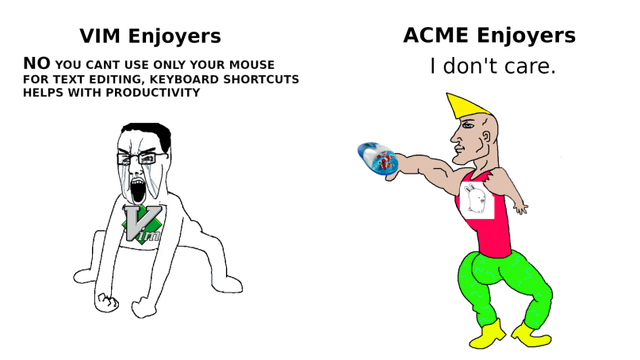 VIM Enjoyers
NO YOU CANT USE ONLY YOUR MOUSE
FOR TEXT EDITING, KEYBOARD SHORTCUTS
HELPS WITH PRODUCTIVITY
Vim
ACME Enjoyers
I don't care.